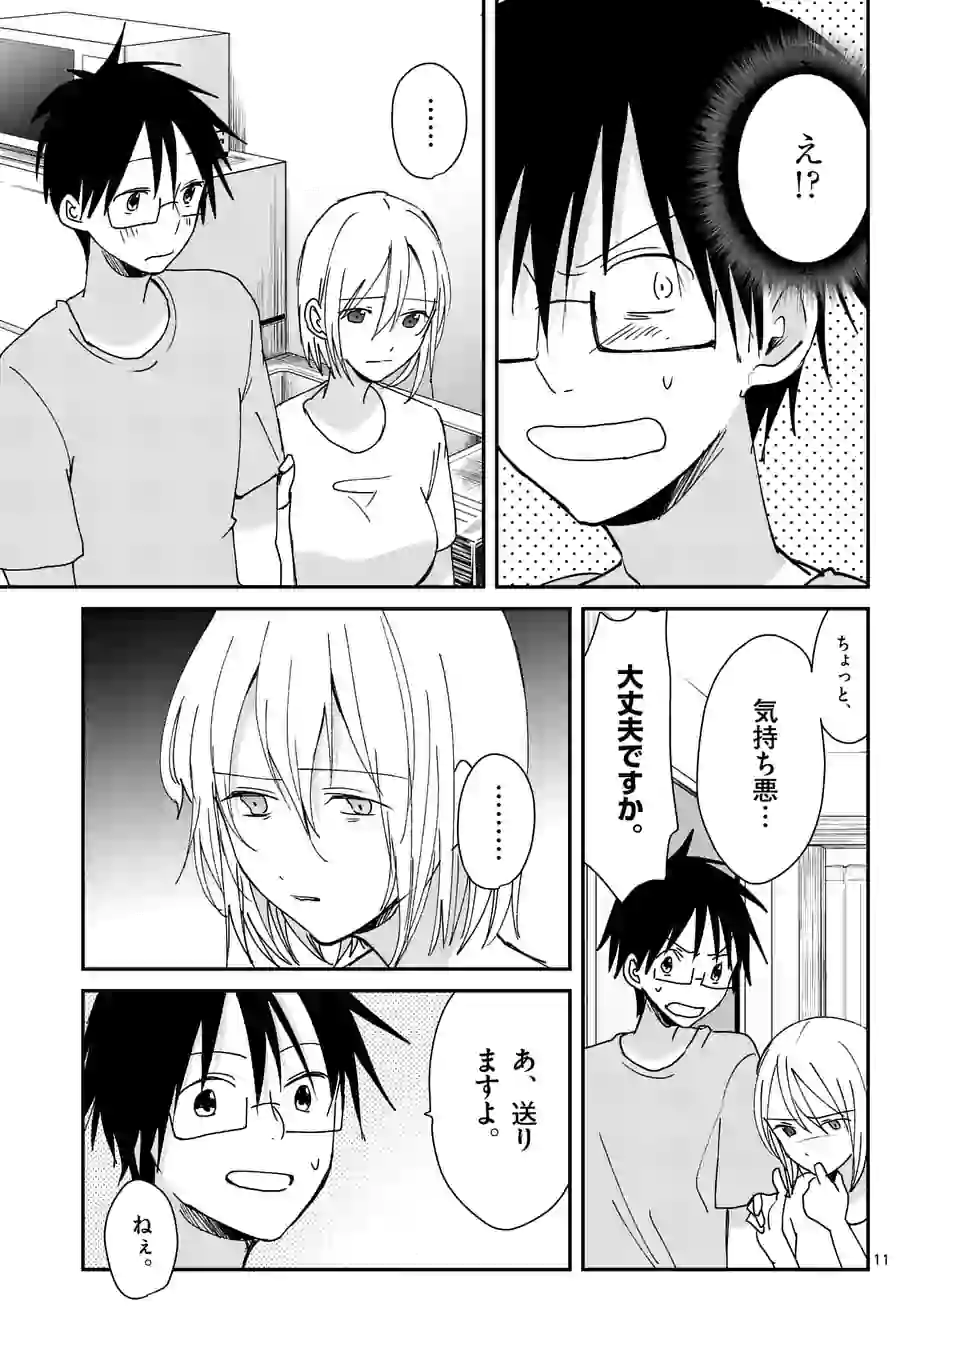 え!?
……
ちょっと、
気持ち悪…
大丈夫ですか。
………
あ、送り
ますよ。
ねぇ。
11